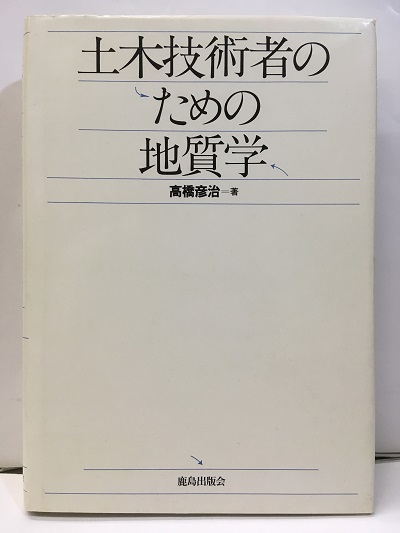 土木技術者の
ための
地質学
高橋彦治=著
鹿島出版会